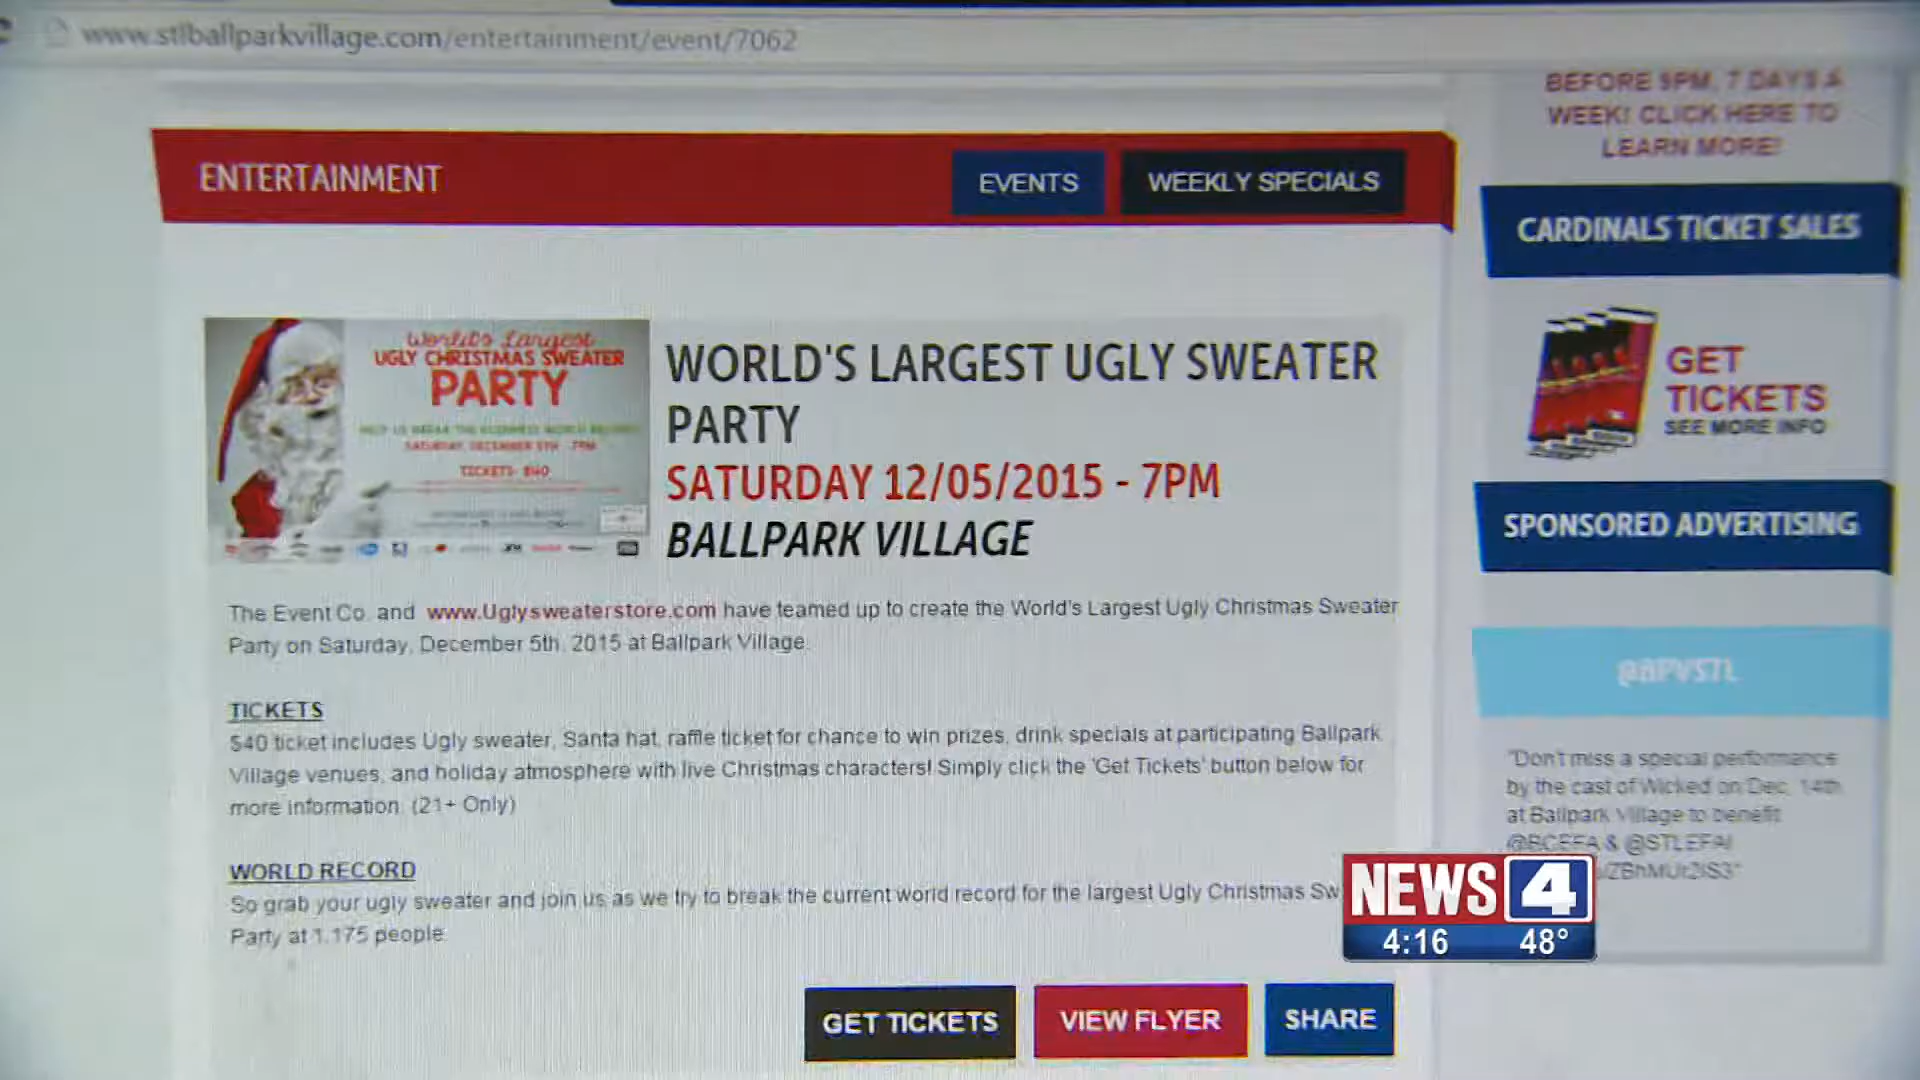 www.stlballparkvillage.com/entertainment/event/7062
BEFORE 9PM, 7 DAYS A
WEEK! CLICK HERE TO
LEARN MORE!
ENTERTAINMENT
EVENTS
WEEKLY SPECIALS
CARDINALS TICKET SALES
GET
TICKETS
SEE MORE INFO
World's Largest
UGLY CHRISTMAS SWEATER
PARTY
SATURDAY, DECEMBER 5TH - 7PM
TICKETS: $40
WORLD'S LARGEST UGLY SWEATER
PARTY
SATURDAY 12/05/2015 - 7PM
BALLPARK VILLAGE
SPONSORED ADVERTISING
The Event Co. and www.Uglysweaterstore.com have teamed up to create the World's Largest Ugly Christmas Sweater
Party on Saturday, December 5th, 2015 at Ballpark Village.
@BPVSTL
TICKETS
$40 ticket includes Ugly sweater, Santa hat, raffle ticket for chance to win prizes, drink specials at participating Ballpark
Village venues, and holiday atmosphere with live Christmas characters! Simply click the 'Get Tickets' button below for
more information. (21+ Only)
"Don't miss a special performance
by the cast of Wicked on Dec. 14th
at Ballpark Village to benefit
@BCEFA & @STLEFA!
WORLD RECORD
So grab your ugly sweater and join us as we try to break the current world record for the largest Ugly Christmas Sw
Party at 1,175 people.
NEWS 4
4:16 48°
GET TICKETS
VIEW FLYER
SHARE